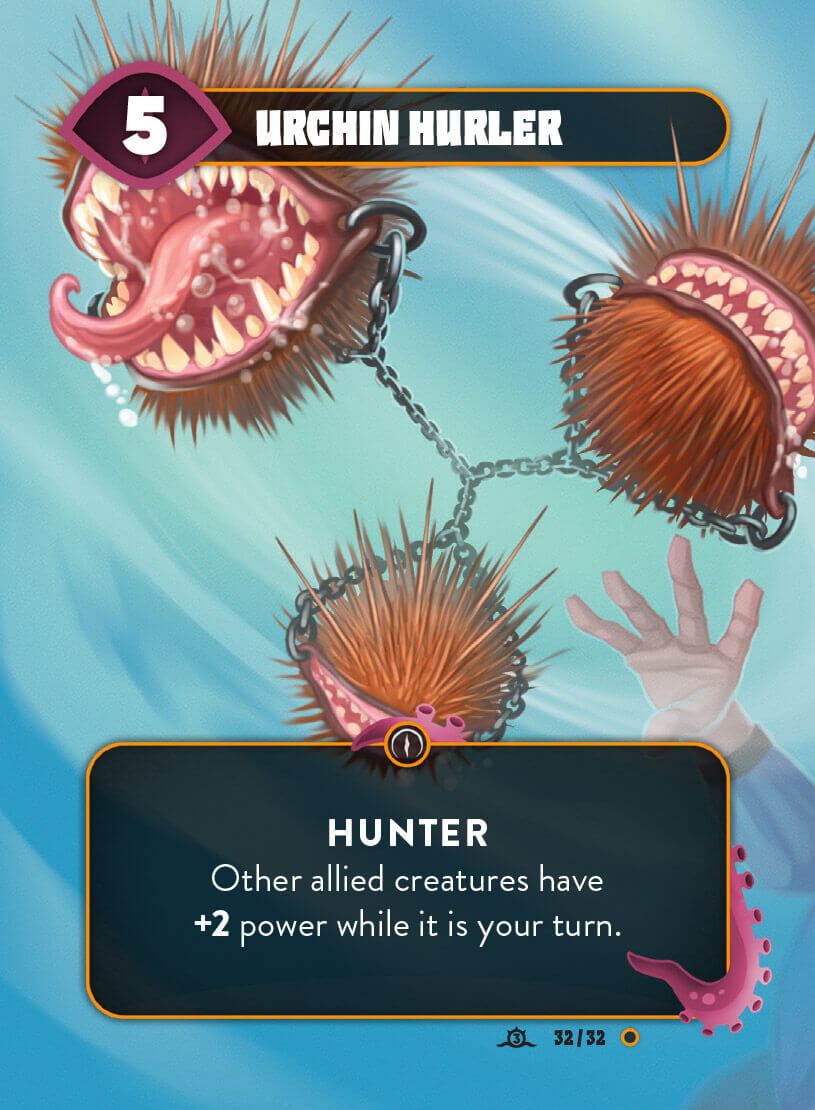 5
URCHIN HURLER
HUNTER
Other allied creatures have
+2 power while it is your turn.
3 32/32